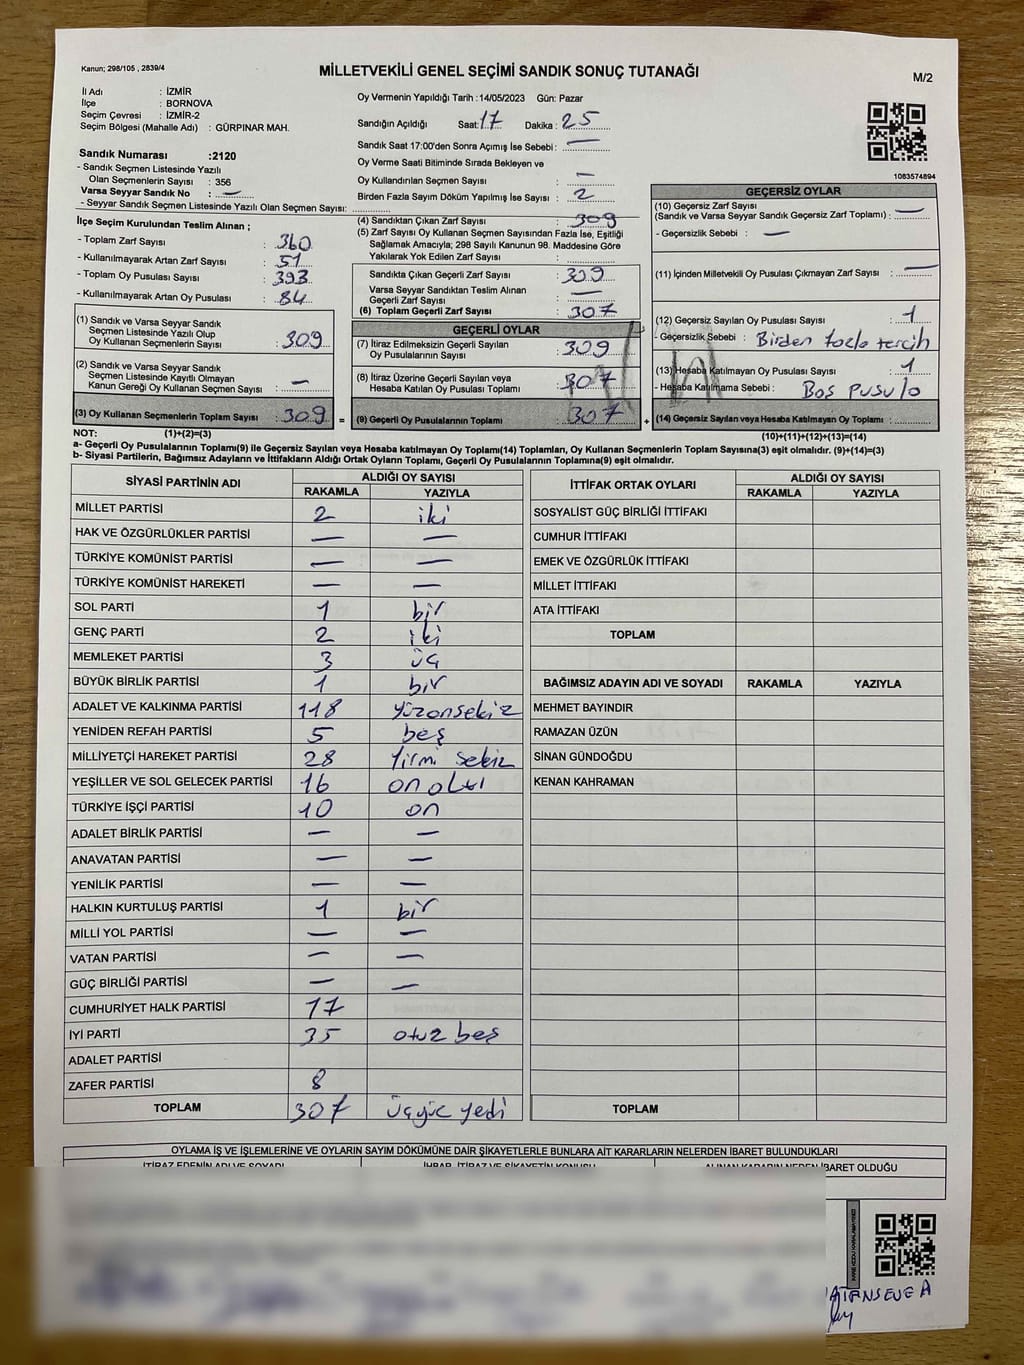 Kanun; 298/105 , 2839/4
MİLLETVEKİLİ GENEL SEÇİMİ SANDIK SONUÇ TUTANAĞI
M/2
İl Adı : İZMİR
İlçe : BORNOVA
Seçim Çevresi : İZMİR-2
Seçim Bölgesi (Mahalle Adı) : GÜRPINAR MAH.
Oy Vermenin Yapıldığı Tarih :14/05/2023 Gün: Pazar
Sandığın Açıldığı Saat: 17 Dakika : 25
Sandık Saat 17:00'den Sonra Açımış İse Sebebi : —
Oy Verme Saati Bitiminde Sırada Bekleyen ve
Oy Kullandırılan Seçmen Sayısı : —
Birden Fazla Sayım Döküm Yapılmış İse Sayısı : 2
1083574894
Sandık Numarası :2120
- Sandık Seçmen Listesinde Yazılı
Olan Seçmenlerin Sayısı : 356
Varsa Seyyar Sandık No : —
- Seyyar Sandık Seçmen Listesinde Yazılı Olan Seçmen Sayısı:
İlçe Seçim Kurulundan Teslim Alınan ;
- Toplam Zarf Sayısı : 360
- Kullanılmayarak Artan Zarf Sayısı : 51
- Toplam Oy Pusulası Sayısı : 393
- Kullanılmayarak Artan Oy Pusulası : 84
(1) Sandık ve Varsa Seyyar Sandık
Seçmen Listesinde Yazılı Olup
Oy Kullanan Seçmenlerin Sayısı : 309
(2) Sandık ve Varsa Seyyar Sandık
Seçmen Listesinde Kayıtlı Olmayan
Kanun Gereği Oy Kullanan Seçmen Sayısı : —
(3) Oy Kullanan Seçmenlerin Toplam Sayısı : 309 =
(4) Sandıktan Çıkan Zarf Sayısı : 309
(5) Zarf Sayısı Oy Kullanan Seçmen Sayısından Fazla İse, Eşitliği
Sağlamak Amacıyla; 298 Sayılı Kanunun 98. Maddesine Göre
Yakılarak Yok Edilen Zarf Sayısı :
Sandıkta Çıkan Geçerli Zarf Sayısı : 309
Varsa Seyyar Sandıktan Teslim Alınan
Geçerli Zarf Sayısı : —
(6) Toplam Geçerli Zarf Sayısı : 307
GEÇERLİ OYLAR
(7) İtiraz Edilmeksizin Geçerli Sayılan
Oy Pusulalarının Sayısı : 309
(8) İtiraz Üzerine Geçerli Sayılan veya
Hesaba Katılan Oy Pusulası Toplamı : 307
(9) Geçerli Oy Pusulalarının Toplamı : 307 +
GEÇERSİZ OYLAR
(10) Geçersiz Zarf Sayısı
(Sandık ve Varsa Seyyar Sandık Geçersiz Zarf Toplamı) : —
- Geçersizlik Sebebi : —
(11) İçinden Milletvekili Oy Pusulası Çıkmayan Zarf Sayısı : —
(12) Geçersiz Sayılan Oy Pusulası Sayısı : 1
- Geçersizlik Sebebi : Birden fazla tercih
(13) Hesaba Katılmayan Oy Pusulası Sayısı : 1
- Hesaba Katılmama Sebebi : Boş pusula
(14) Geçersiz Sayılan veya Hesaba Katılmayan Oy Toplamı :
NOT: (1)+(2)=(3) (10)+(11)+(12)+(13)=(14)
a- Geçerli Oy Pusulalarının Toplamı(9) ile Geçersiz Sayılan veya Hesaba katılmayan Oy Toplamı(14) Toplamları, Oy Kullanan Seçmenlerin Toplam Sayısına(3) eşit olmalıdır. (9)+(14)=(3)
b- Siyasi Partilerin, Bağımsız Adayların ve İttifakların Aldığı Ortak Oyların Toplamı, Geçerli Oy Pusulalarının Toplamına(9) eşit olmalıdır.
SİYASİ PARTİNİN ADI ALDIĞI OY SAYISI
RAKAMLA YAZIYLA
MİLLET PARTİSİ 2 iki
HAK VE ÖZGÜRLÜKLER PARTİSİ — —
TÜRKİYE KOMÜNİST PARTİSİ — —
TÜRKİYE KOMÜNİST HAREKETİ — —
SOL PARTİ 1 bir
GENÇ PARTİ 2 iki
MEMLEKET PARTİSİ 3 üç
BÜYÜK BİRLİK PARTİSİ 1 bir
ADALET VE KALKINMA PARTİSİ 118 yüzonsekiz
YENİDEN REFAH PARTİSİ 5 beş
MİLLİYETÇİ HAREKET PARTİSİ 28 yirmi sekiz
YEŞİLLER VE SOL GELECEK PARTİSİ 16 on altı
TÜRKİYE İŞÇİ PARTİSİ 10 on
ADALET BİRLİK PARTİSİ — —
ANAVATAN PARTİSİ — —
YENİLİK PARTİSİ — —
HALKIN KURTULUŞ PARTİSİ 1 bir
MİLLİ YOL PARTİSİ — —
VATAN PARTİSİ — —
GÜÇ BİRLİĞİ PARTİSİ — —
CUMHURİYET HALK PARTİSİ 77
İYİ PARTİ 35 otuz beş
ADALET PARTİSİ
ZAFER PARTİSİ 8
TOPLAM 307 üçyüz yedi
İTTİFAK ORTAK OYLARI ALDIĞI OY SAYISI
RAKAMLA YAZIYLA
SOSYALIST GÜÇ BİRLİĞİ İTTİFAKI
CUMHUR İTTİFAKI
EMEK VE ÖZGÜRLÜK İTTİFAKI
MİLLET İTTİFAKI
ATA İTTİFAKI
TOPLAM
BAĞIMSIZ ADAYIN ADI VE SOYADI RAKAMLA YAZIYLA
MEHMET BAYINDIR
RAMAZAN ÜZÜN
SİNAN GÜNDOĞDU
KENAN KAHRAMAN
TOPLAM
OYLAMA İŞ VE İŞLEMLERİNE VE OYLARIN SAYIM DÖKÜMÜNE DAİR ŞİKAYETLERLE BUNLARA AİT KARARLARIN NELERDEN İBARET BULUNDUKLARI
İTİRAZ EDENİN ADI VE SOYADI İHBAR, İTİRAZ VE ŞİKAYETİN KONUSU ALINAN KARARIN NEDEN İBARET OLDUĞU